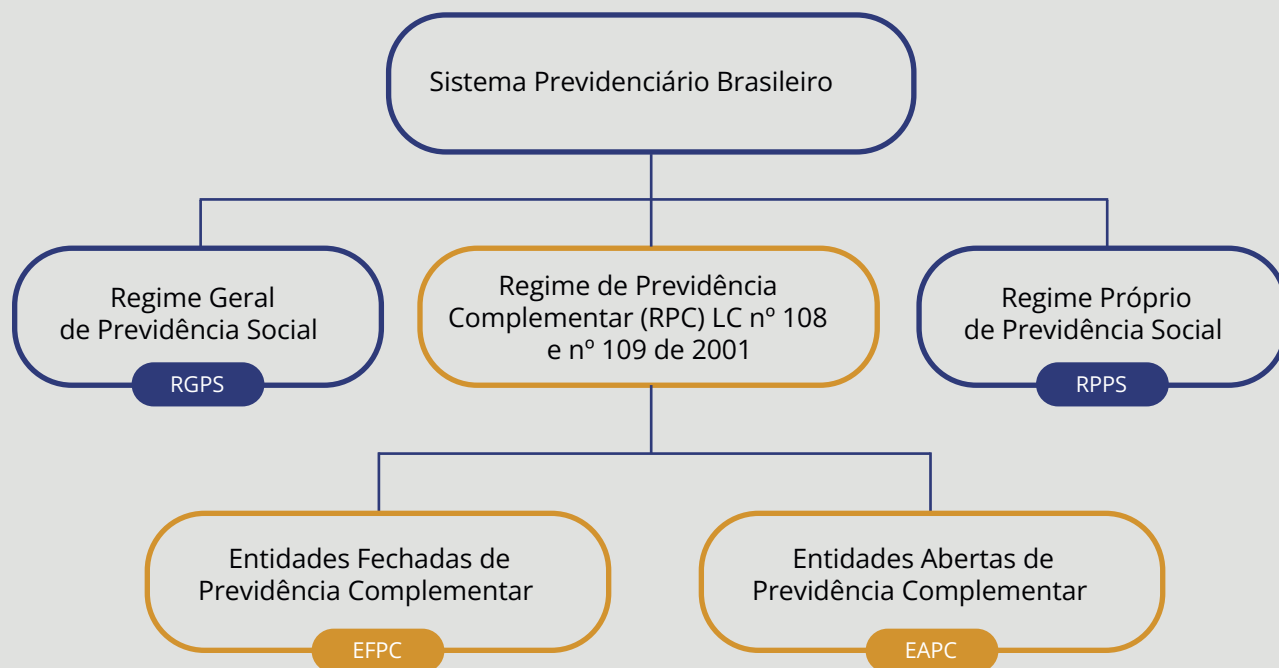 Sistema Previdenciário Brasileiro
Regime Geral
de Previdência Social
RGPS
Regime de Previdência
Complementar (RPC) LC nº 108
e nº 109 de 2001
Regime Próprio
de Previdência Social
RPPS
Entidades Fechadas de
Previdência Complementar
EFPC
Entidades Abertas de
Previdência Complementar
EAPC